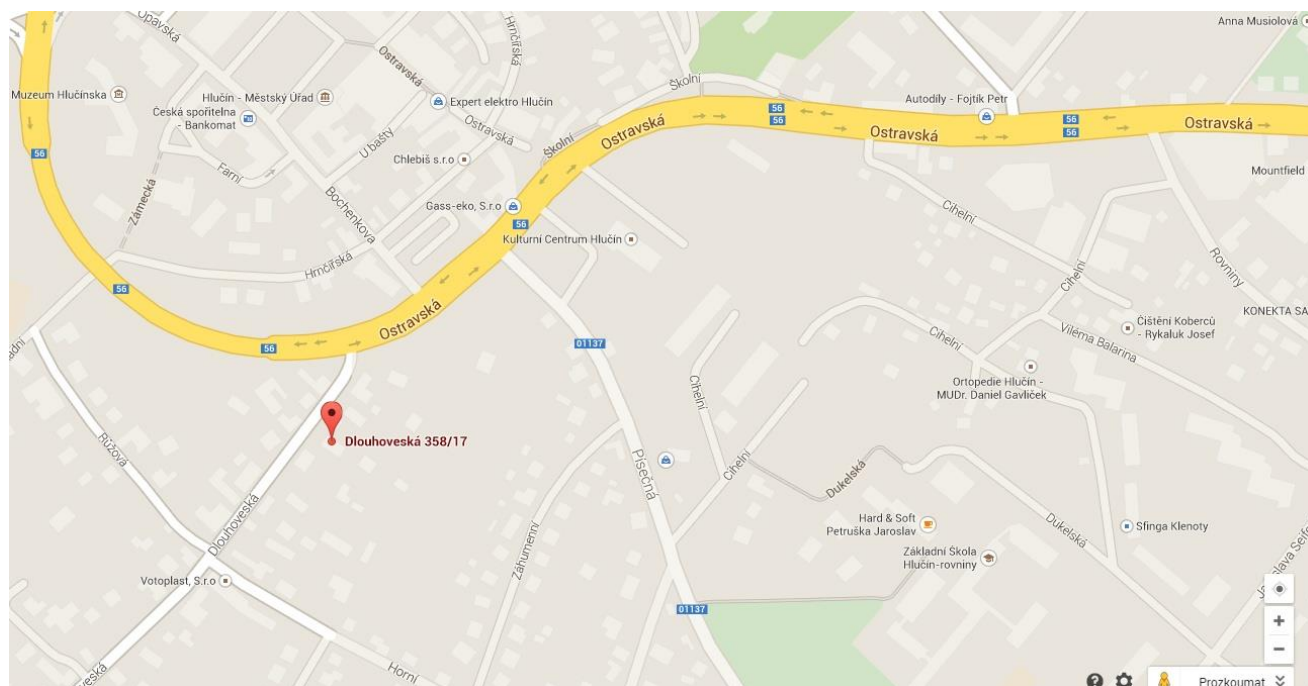 Opavská
Ostravská
Hrnčířská
Anna Musiolová
Muzeum Hlučínska
Hlučín - Městský Úřad
Expert elektro Hlučín
Česká spořitelna
- Bankomat
Školní
Autodíly - Fojtík Petr
56
56
56
56
Ostravská
Ostravská
Ostravská
Ostravská
56
U bašty
Chlebiš s.r.o
Školní
Farní
Mountfield
Zámecká
Bochenkova
Gass-eko, S.r.o
56
Cihelní
Kulturní Centrum Hlučín
Hrnčířská
Rovniny
Cihelní
56
Ostravská
KONEKTA SA
Čištění Koberců
- Rykaluk Josef
Viléma Balarina
56
01137
Cihelní
Ortopedie Hlučín -
MUDr. Daniel Gavlíček
Cihelní
Dlouhoveská 358/17
Růžová
Písečná
Cihelní
Dukelská
Dlouhoveská
Záhumenní
Hard & Soft
Petruška Jaroslav
Dukelská
Sfinga Klenoty
Základní Škola
Hlučín-rovniny
Votoplast, S.r.o
01137
Horní
+
−
?
Prozkoumat